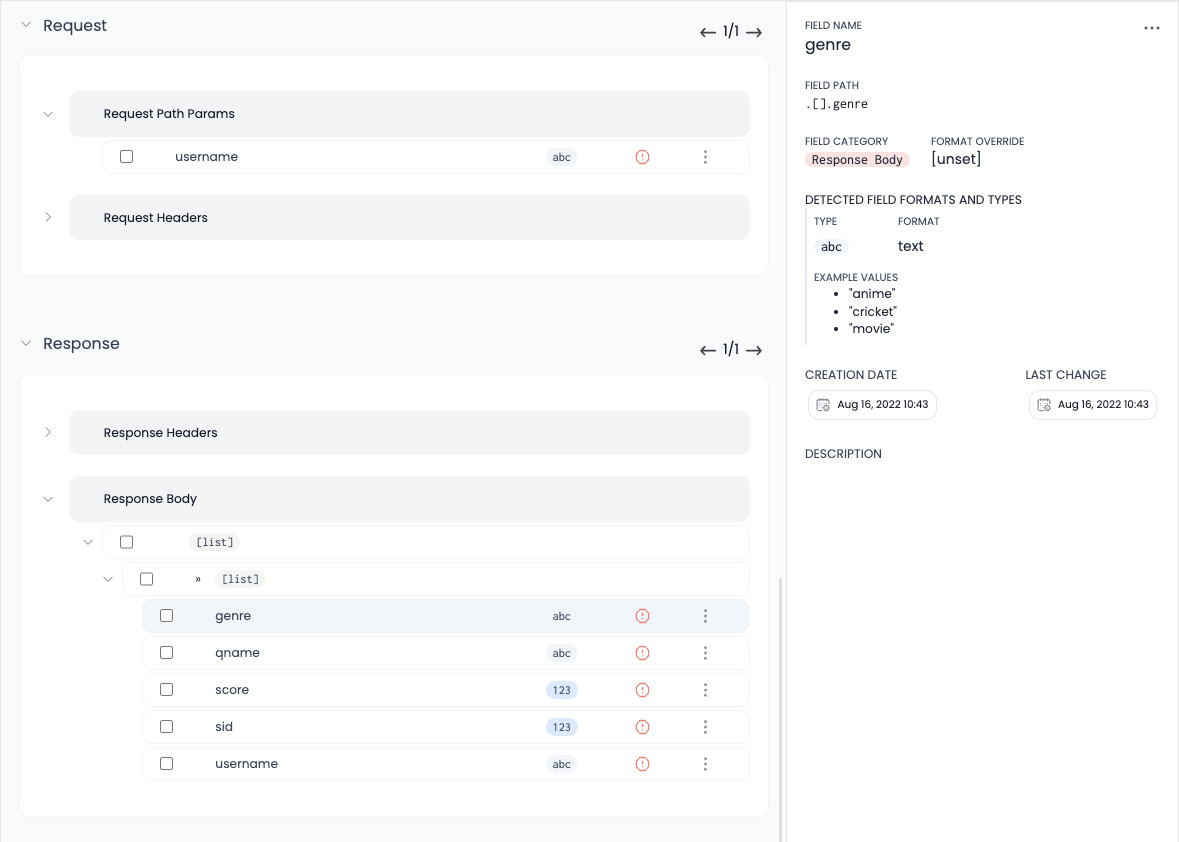 Request
← 1/1 →
Request Path Params
username abc
Request Headers
Response
← 1/1 →
Response Headers
Response Body
[list]
» [list]
genre abc
qname abc
score 123
sid 123
username abc
FIELD NAME
genre
FIELD PATH
.[].genre
FIELD CATEGORY FORMAT OVERRIDE
Response Body [unset]
DETECTED FIELD FORMATS AND TYPES
TYPE FORMAT
abc text
EXAMPLE VALUES
• "anime"
• "cricket"
• "movie"
CREATION DATE LAST CHANGE
Aug 16, 2022 10:43 Aug 16, 2022 10:43
DESCRIPTION